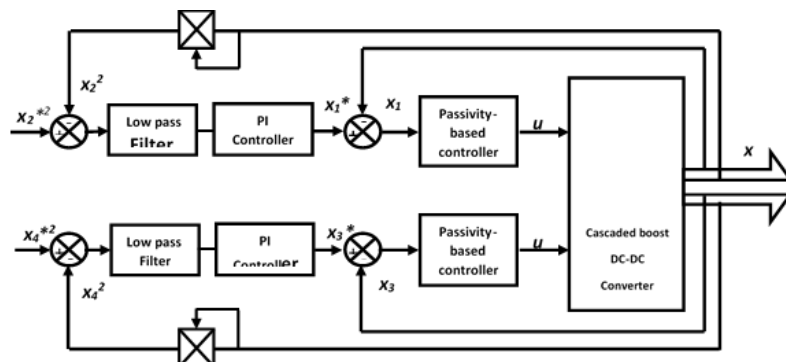 x₂²
x₂*²
Low pass
Filter
PI
Controller
x₁*
x₁
Passivity-
based
controller
u
x
Cascaded boost
DC-DC
Converter
x₄*²
Low pass
Filter
PI
Controller
x₃*
x₃
Passivity-
based
controller
u
x₄²